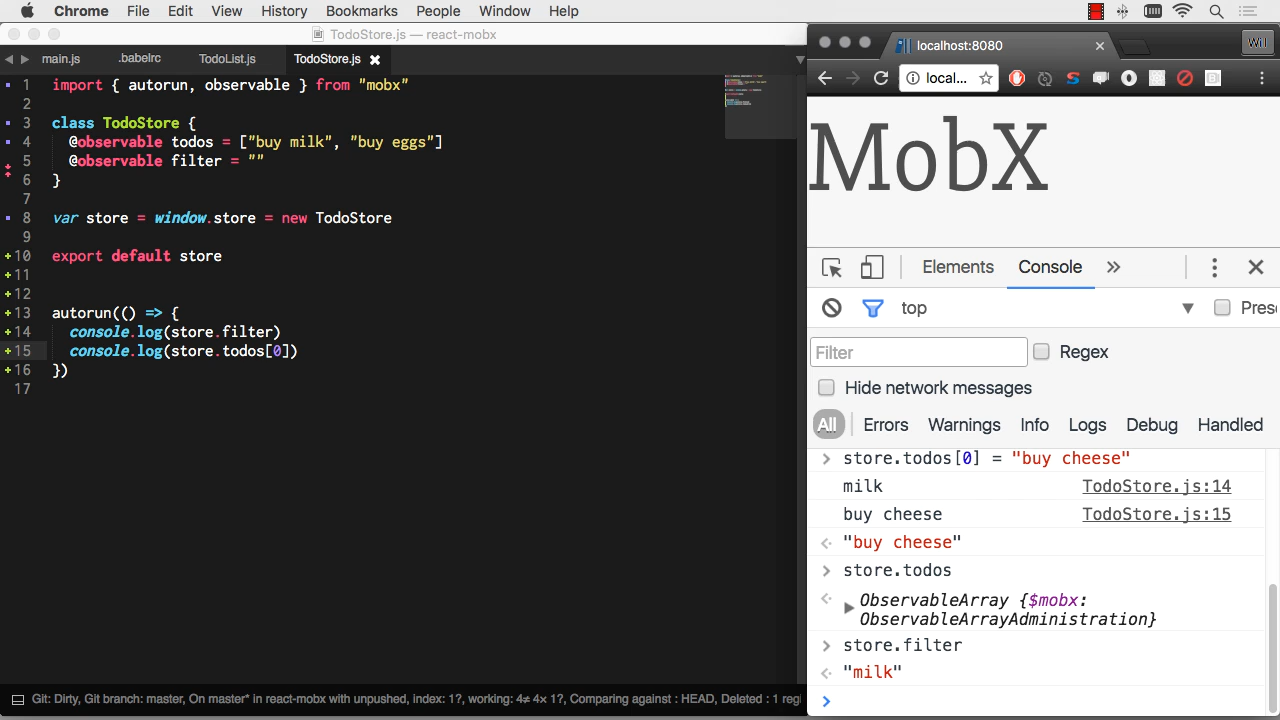 Chrome File Edit View History Bookmarks People Window Help
TodoStore.js — react-mobx
main.js .babelrc TodoList.js TodoStore.js
1 import { autorun, observable } from "mobx"
2
3 class TodoStore {
4 @observable todos = ["buy milk", "buy eggs"]
5 @observable filter = ""
6 }
7
8 var store = window.store = new TodoStore
9
10 export default store
11
12
13 autorun(() => {
14 console.log(store.filter)
15 console.log(store.todos[0])
16 })
17
Git: Dirty, Git branch: master, On master* in react-mobx with unpushed, index: 1?, working: 4≠ 4× 1?, Comparing against : HEAD, Deleted : 1 regi
localhost:8080
Wil
local...
MobX
Elements Console
top
Pres
Filter
Regex
Hide network messages
All Errors Warnings Info Logs Debug Handled
store.todos[0] = "buy cheese"
milk TodoStore.js:14
buy cheese TodoStore.js:15
"buy cheese"
store.todos
ObservableArray {$mobx:
ObservableArrayAdministration}
store.filter
"milk"